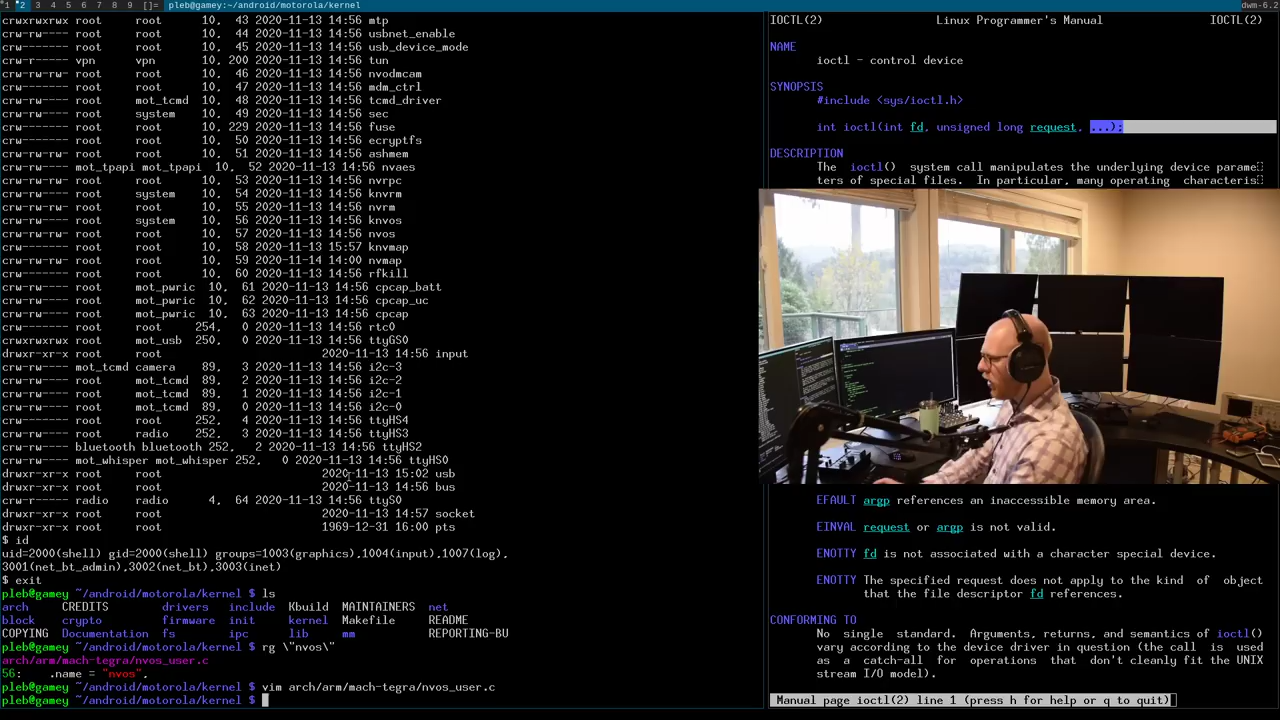 1 2 3 4 5 6 7 8 9 []= pleb@gamey:~/android/motorola/kernel dwm-6.2
crwxrwxrwx root root 10, 43 2020-11-13 14:56 mtp
crw-rw---- root root 10, 44 2020-11-13 14:56 usbnet_enable
crw-rw---- root root 10, 45 2020-11-13 14:56 usb_device_mode
crw-r----- vpn vpn 10, 200 2020-11-13 14:56 tun
crw-rw-rw- root root 10, 46 2020-11-13 14:56 nvodmcam
crw-rw-rw- root root 10, 47 2020-11-13 14:56 mdm_ctrl
crw-rw---- root mot_tcmd 10, 48 2020-11-13 14:56 tcmd_driver
crw-rw---- root system 10, 49 2020-11-13 14:56 sec
crw-rw---- root root 10, 229 2020-11-13 14:56 fuse
crw-rw---- root root 10, 50 2020-11-13 14:56 ecryptfs
crw-rw-rw- root root 10, 51 2020-11-13 14:56 ashmem
crw-rw---- mot_tpapi mot_tpapi 10, 52 2020-11-13 14:56 nvaes
crw-rw-rw- root root 10, 53 2020-11-13 14:56 nvrpc
crw-rw---- root system 10, 54 2020-11-13 14:56 knvrm
crw-rw-rw- root root 10, 55 2020-11-13 14:56 nvrm
crw-rw---- root system 10, 56 2020-11-13 14:56 knvos
crw-rw-rw- root root 10, 57 2020-11-13 14:56 nvos
crw-rw---- root root 10, 58 2020-11-13 15:57 knvmap
crw-rw-rw- root root 10, 59 2020-11-14 14:00 nvmap
crw-rw-rw- root root 10, 60 2020-11-13 14:56 rfkill
crw-rw---- root mot_pwric 10, 61 2020-11-13 14:56 cpcap_batt
crw-rw---- root mot_pwric 10, 62 2020-11-13 14:56 cpcap_uc
crw-rw---- root mot_pwric 10, 63 2020-11-13 14:56 cpcap
crw-rw---- root root 254, 0 2020-11-13 14:56 rtc0
crwxrwxrwx root mot_usb 250, 0 2020-11-13 14:56 ttyGS0
drwxr-xr-x root root 2020-11-13 14:56 input
crw-rw---- mot_tcmd camera 89, 3 2020-11-13 14:56 i2c-3
crw-rw---- root mot_tcmd 89, 2 2020-11-13 14:56 i2c-2
crw-rw---- root mot_tcmd 89, 1 2020-11-13 14:56 i2c-1
crw-rw---- root mot_tcmd 89, 0 2020-11-13 14:56 i2c-0
crw-rw---- root root 252, 4 2020-11-13 14:56 ttyHS4
crw-rw---- root radio 252, 3 2020-11-13 14:56 ttyHS3
crw-rw---- bluetooth bluetooth 252, 2 2020-11-13 14:56 ttyHS2
crw-rw---- mot_whisper mot_whisper 252, 0 2020-11-13 14:56 ttyHS0
drwxr-xr-x root root 2020-11-13 15:02 usb
drwxr-xr-x root root 2020-11-13 14:56 bus
crw-r----- radio radio 4, 64 2020-11-13 14:56 ttyS0
drwxr-xr-x root root 2020-11-13 14:57 socket
drwxr-xr-x root root 1969-12-31 16:00 pts
$ id
uid=2000(shell) gid=2000(shell) groups=1003(graphics),1004(input),1007(log),
3001(net_bt_admin),3002(net_bt),3003(inet)
$ exit
pleb@gamey ~/android/motorola/kernel $ ls
arch CREDITS drivers include Kbuild MAINTAINERS net
block crypto firmware init kernel Makefile README
COPYING Documentation fs ipc lib mm REPORTING-BU
pleb@gamey ~/android/motorola/kernel $ rg \"nvos\"
arch/arm/mach-tegra/nvos_user.c
56: .name = "nvos",
pleb@gamey ~/android/motorola/kernel $ vim arch/arm/mach-tegra/nvos_user.c
pleb@gamey ~/android/motorola/kernel $
IOCTL(2) Linux Programmer's Manual IOCTL(2)
NAME
ioctl - control device
SYNOPSIS
#include <sys/ioctl.h>
int ioctl(int fd, unsigned long request, ...);
DESCRIPTION
The ioctl() system call manipulates the underlying device parame
ters of special files. In particular, many operating characteris
EFAULT argp references an inaccessible memory area.
EINVAL request or argp is not valid.
ENOTTY fd is not associated with a character special device.
ENOTTY The specified request does not apply to the kind of object
that the file descriptor fd references.
CONFORMING TO
No single standard. Arguments, returns, and semantics of ioctl()
vary according to the device driver in question (the call is used
as a catch-all for operations that don't cleanly fit the UNIX
stream I/O model).
Manual page ioctl(2) line 1 (press h for help or q to quit)